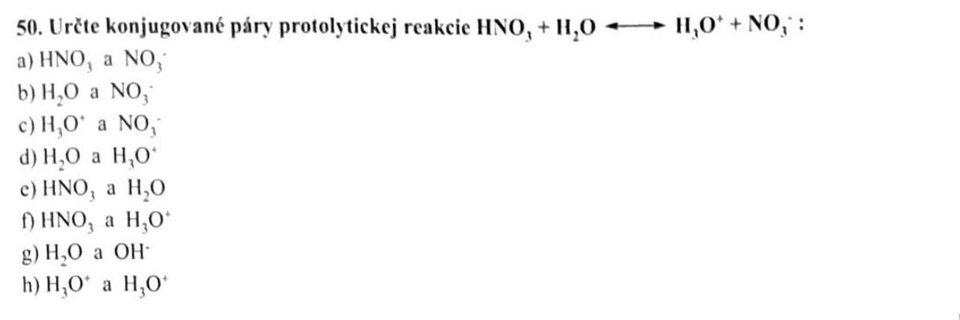 50. Určte konjugované páry protolytickej reakcie HNO₃ + H₂O ⟷ H₃O⁺ + NO₃⁻ :
a) HNO₃ a NO₃⁻
b) H₂O a NO₃⁻
c) H₃O⁺ a NO₃⁻
d) H₂O a H₃O⁺
e) HNO₃ a H₂O
f) HNO₃ a H₃O⁺
g) H₂O a OH⁻
h) H₃O⁺ a H₃O⁺